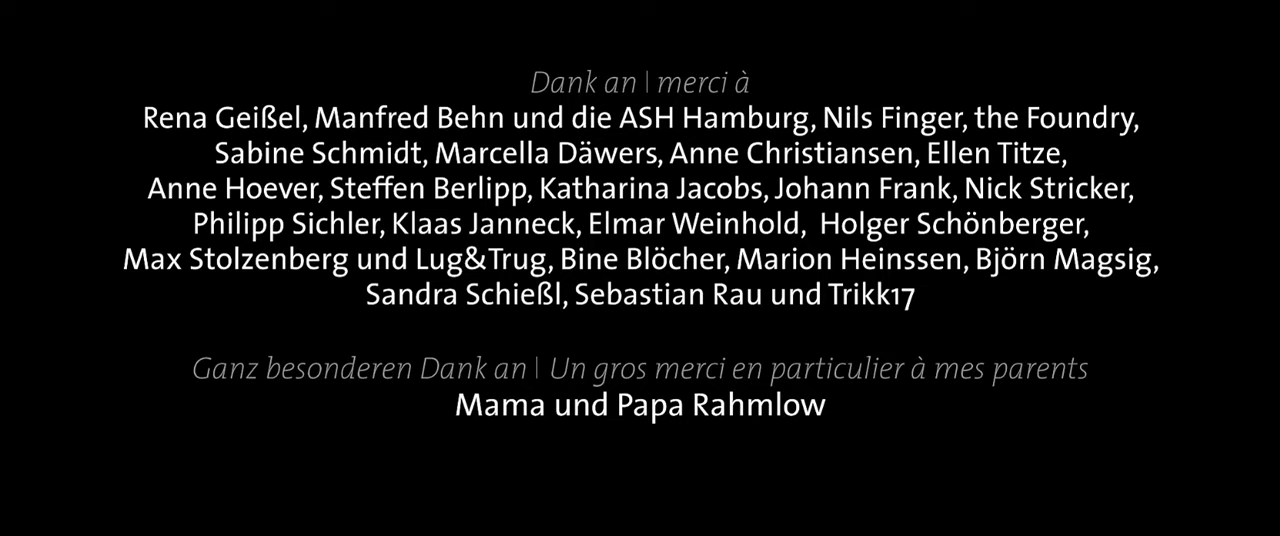 Dank an | merci à
Rena Geißel, Manfred Behn und die ASH Hamburg, Nils Finger, the Foundry,
Sabine Schmidt, Marcella Däwers, Anne Christiansen, Ellen Titze,
Anne Hoever, Steffen Berlipp, Katharina Jacobs, Johann Frank, Nick Stricker,
Philipp Sichler, Klaas Janneck, Elmar Weinhold, Holger Schönberger,
Max Stolzenberg und Lug&Trug, Bine Blöcher, Marion Heinssen, Björn Magsig,
Sandra Schießl, Sebastian Rau und Trikk17
Ganz besonderen Dank an | Un gros merci en particulier à mes parents
Mama und Papa Rahmlow